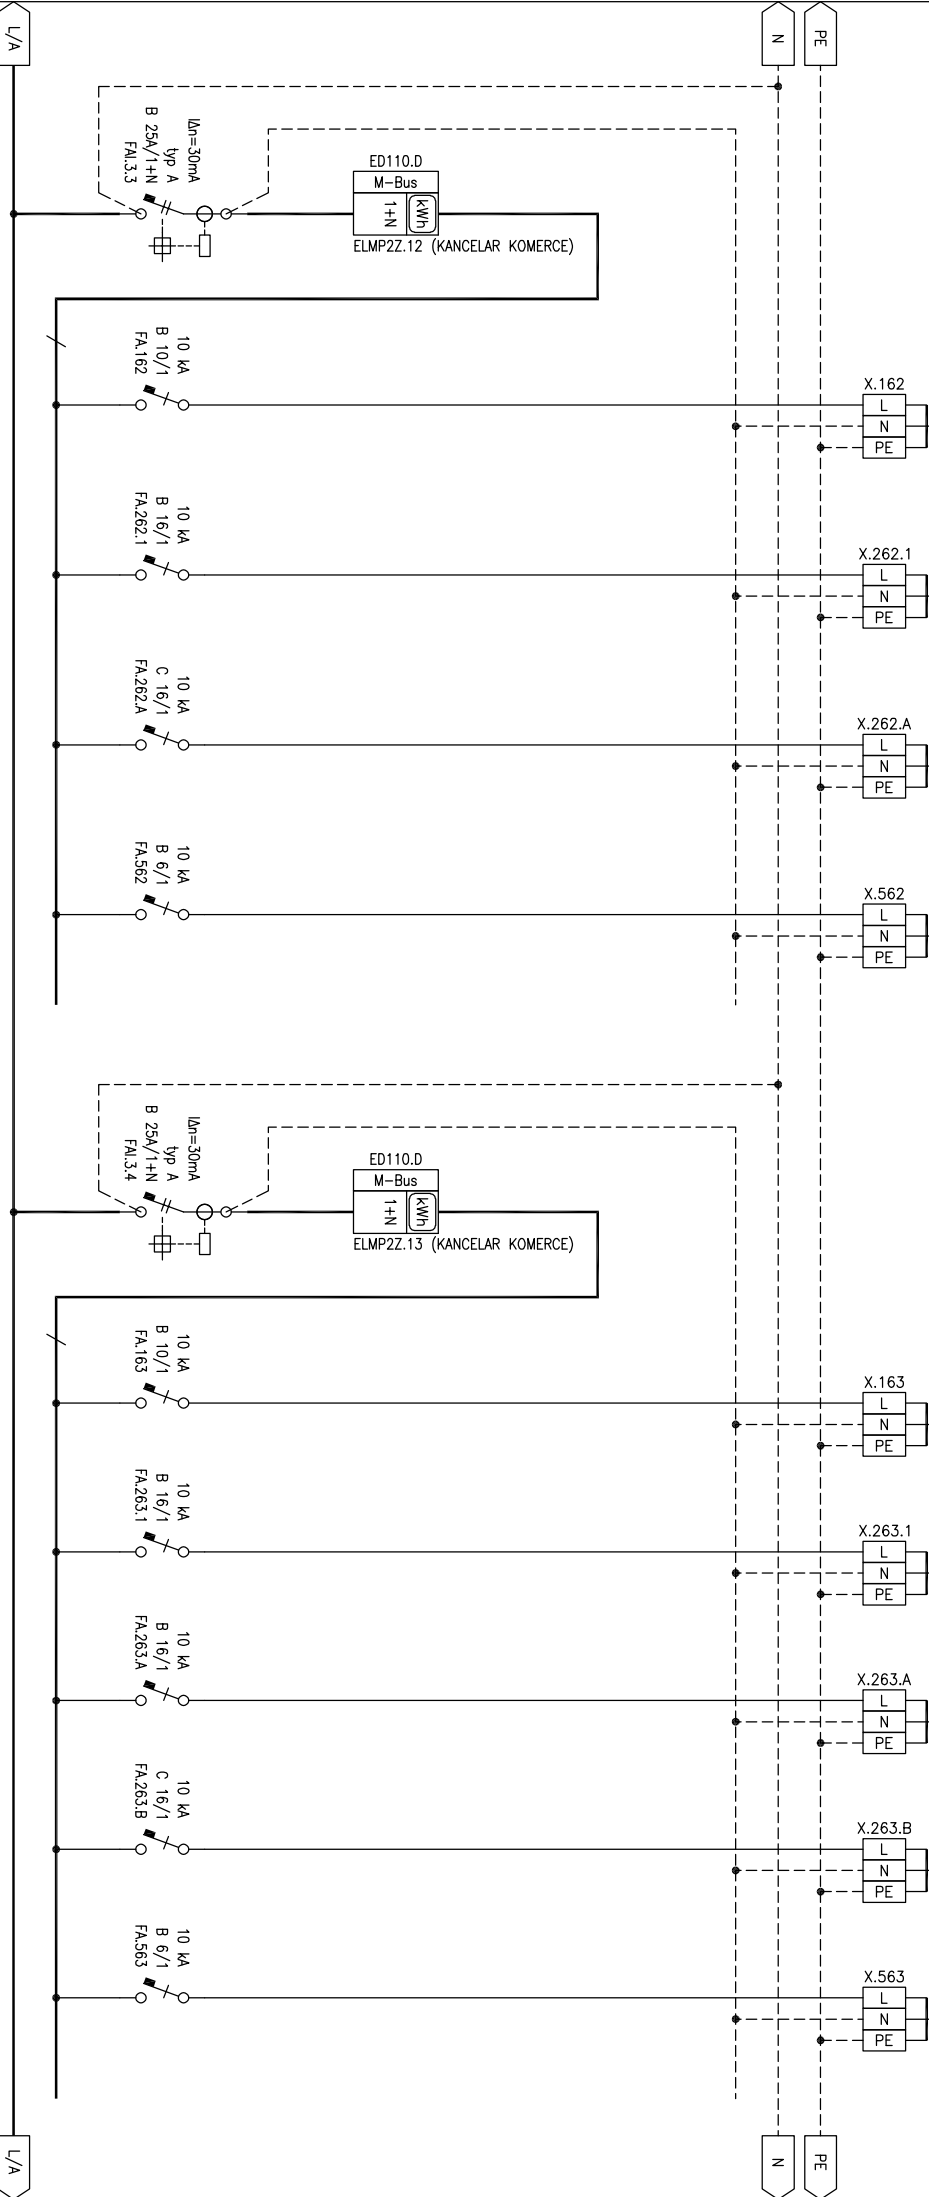 L/A
N
PE
IΔn=30mA
typ A
B 25A/1+N
FAI.3.3
ED110.D
M-Bus
kWh
1+N
ELMP2Z.12 (KANCELAR KOMERCE)
10 kA
B 10/1
FA.162
X.162
L
N
PE
10 kA
B 16/1
FA.262.1
X.262.1
L
N
PE
10 kA
C 16/1
FA.262.A
X.262.A
L
N
PE
10 kA
B 6/1
FA.562
X.562
L
N
PE
IΔn=30mA
typ A
B 25A/1+N
FAI.3.4
ED110.D
M-Bus
kWh
1+N
ELMP2Z.13 (KANCELAR KOMERCE)
10 kA
B 10/1
FA.163
X.163
L
N
PE
10 kA
B 16/1
FA.263.1
X.263.1
L
N
PE
10 kA
B 16/1
FA.263.A
X.263.A
L
N
PE
10 kA
C 16/1
FA.263.B
X.263.B
L
N
PE
10 kA
B 6/1
FA.563
X.563
L
N
PE
L/A
N
PE